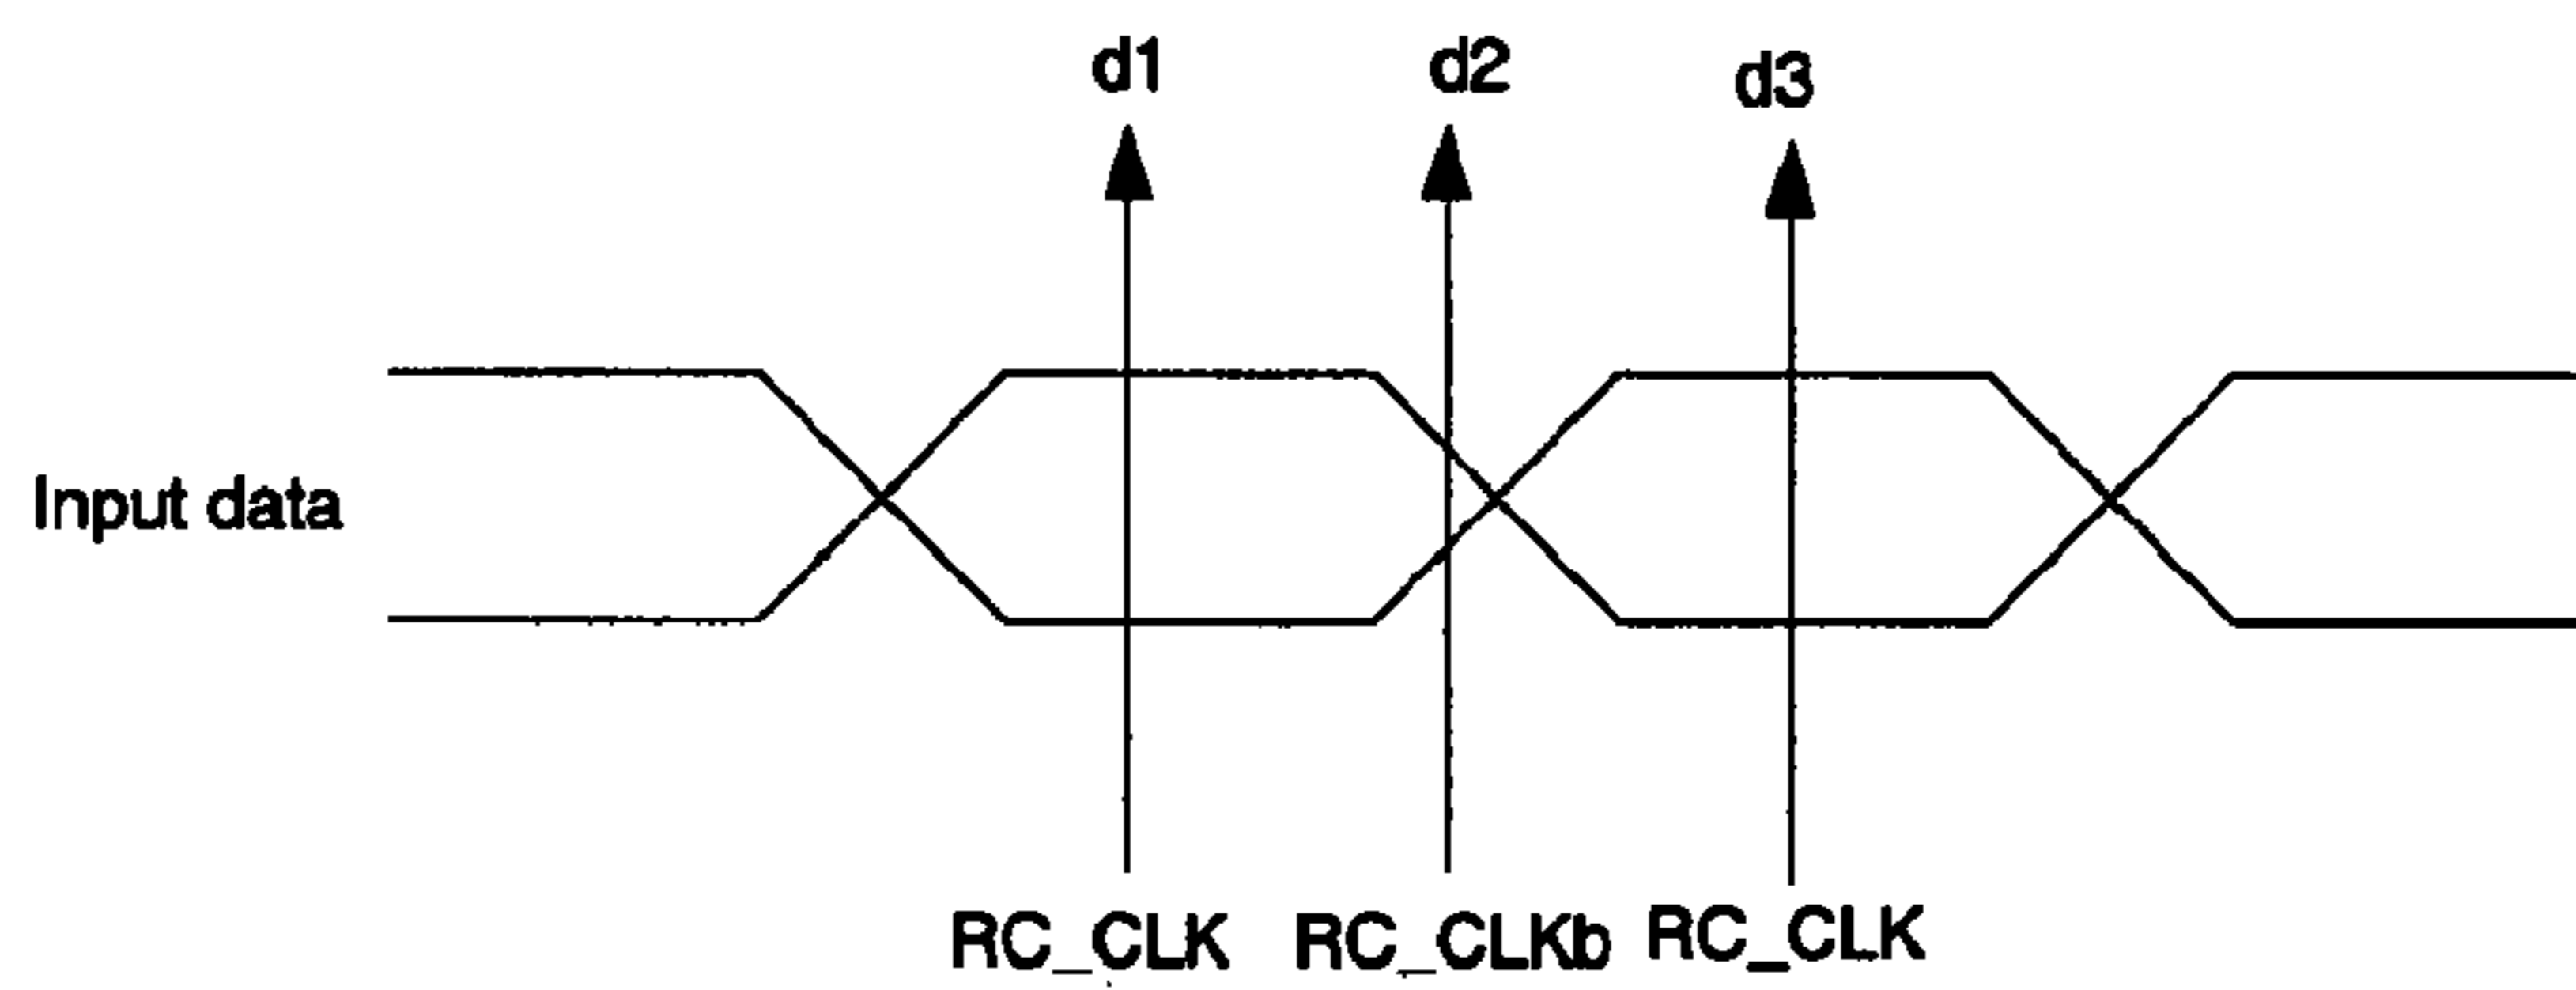 d1 d2 d3
Input data
RC_CLK RC_CLKb RC_CLK